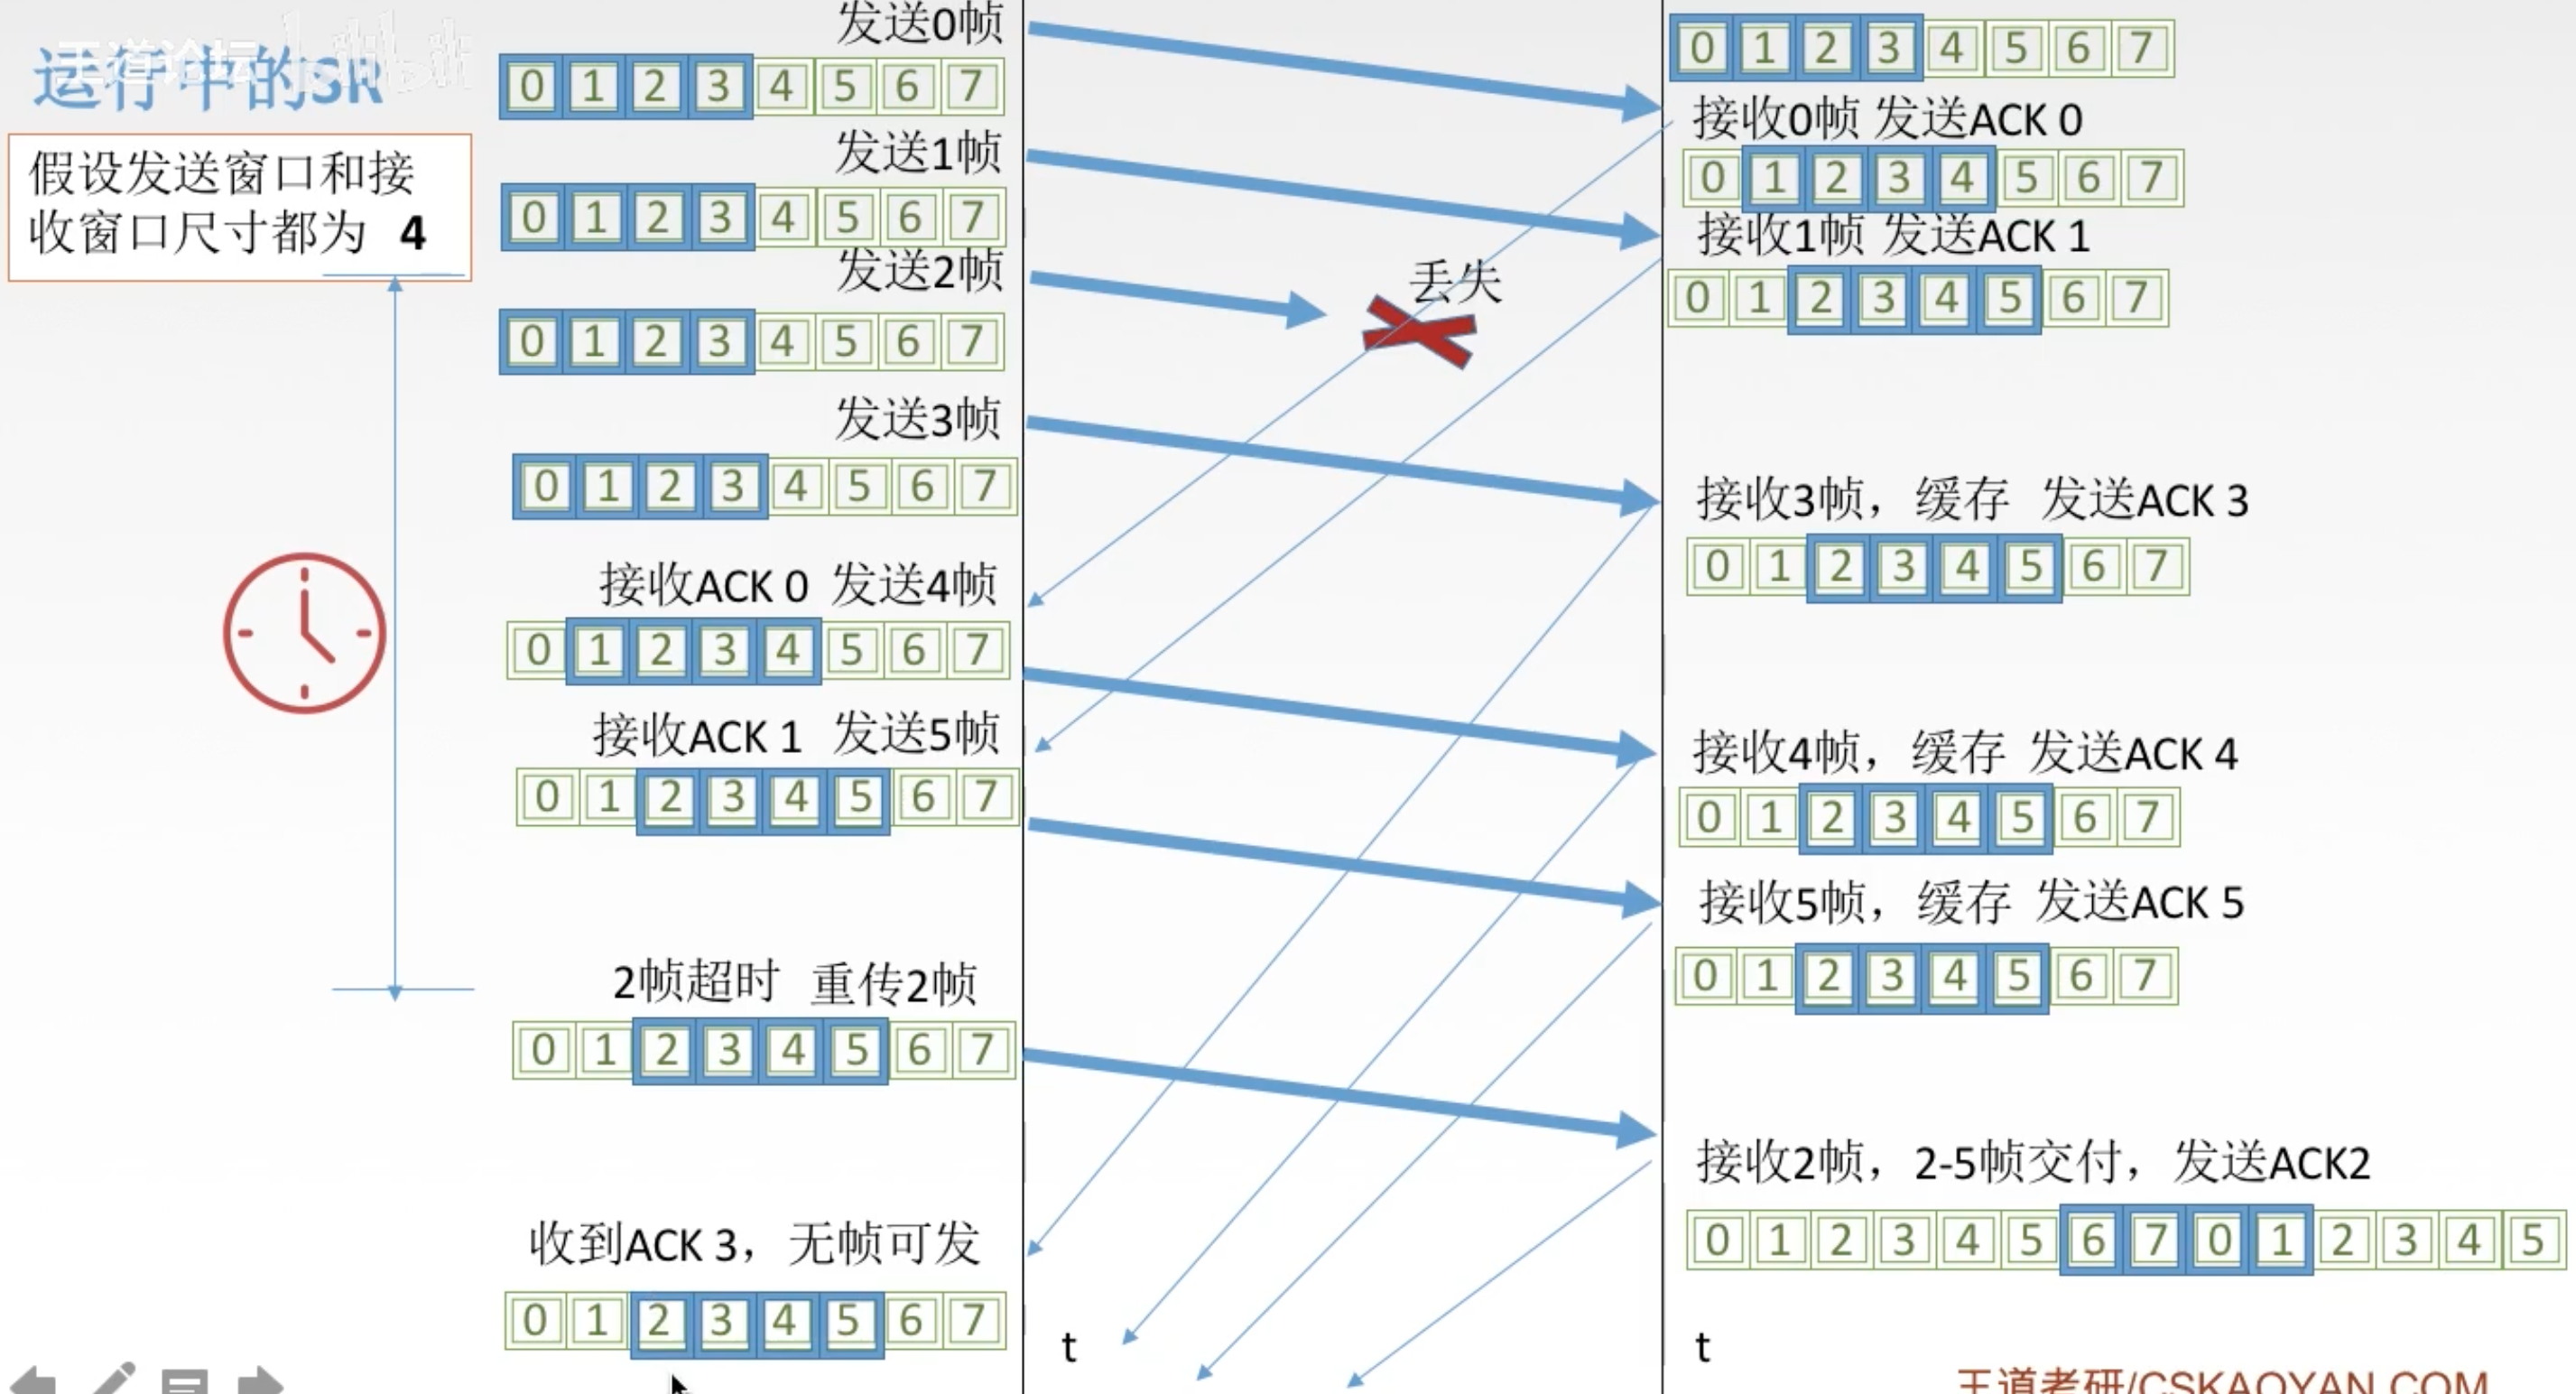 运行中的SR
王道论坛
bilibili
假设发送窗口和接
收窗口尺寸都为 4
发送0帧
0 1 2 3 4 5 6 7
发送1帧
0 1 2 3 4 5 6 7
发送2帧
0 1 2 3 4 5 6 7
发送3帧
0 1 2 3 4 5 6 7
接收ACK 0 发送4帧
0 1 2 3 4 5 6 7
接收ACK 1 发送5帧
0 1 2 3 4 5 6 7
2帧超时 重传2帧
0 1 2 3 4 5 6 7
收到ACK 3，无帧可发
0 1 2 3 4 5 6 7
丢失
t
0 1 2 3 4 5 6 7
接收0帧 发送ACK 0
0 1 2 3 4 5 6 7
接收1帧 发送ACK 1
0 1 2 3 4 5 6 7
接收3帧，缓存 发送ACK 3
0 1 2 3 4 5 6 7
接收4帧，缓存 发送ACK 4
0 1 2 3 4 5 6 7
接收5帧，缓存 发送ACK 5
0 1 2 3 4 5 6 7
接收2帧，2-5帧交付，发送ACK2
0 1 2 3 4 5 6 7 0 1 2 3 4 5
t
王道考研/CSKAOYAN.COM